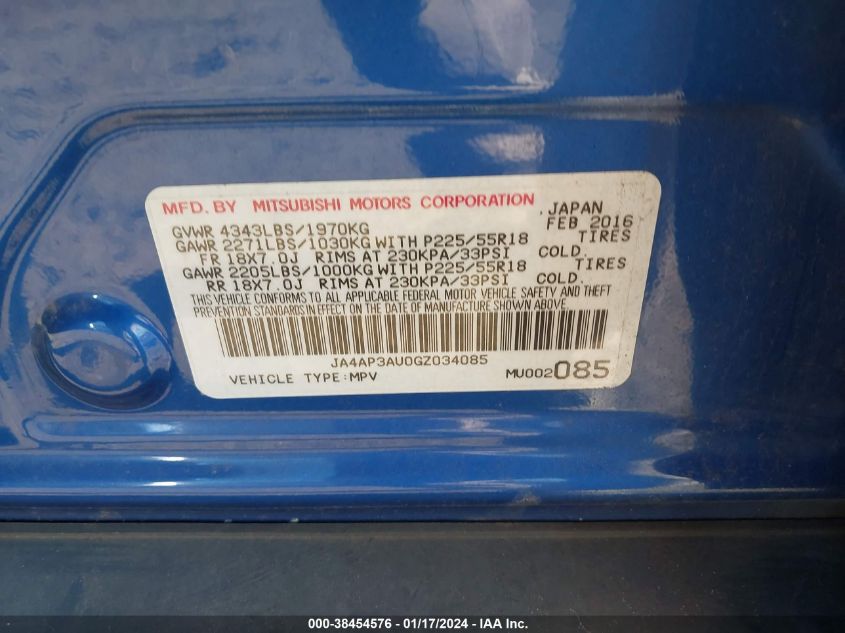 MFD. BY MITSUBISHI MOTORS CORPORATION JAPAN
GVWR 4343LBS/1970KG FEB 2016
GAWR 2271LBS/1030KG WITH P225/55R18 TIRES
FR 18X7.0J RIMS AT 230KPA/33PSI COLD.
GAWR 2205LBS/1000KG WITH P225/55R18 TIRES
RR 18X7.0J RIMS AT 230KPA/33PSI COLD.
THIS VEHICLE CONFORMS TO ALL APPLICABLE FEDERAL MOTOR VEHICLE SAFETY AND THEFT
PREVENTION STANDARDS IN EFFECT ON THE DATE OF MANUFACTURE SHOWN ABOVE.
JA4AP3AU0GZ034085
VEHICLE TYPE:MPV MU002085
000-38454576 - 01/17/2024 - IAA Inc.